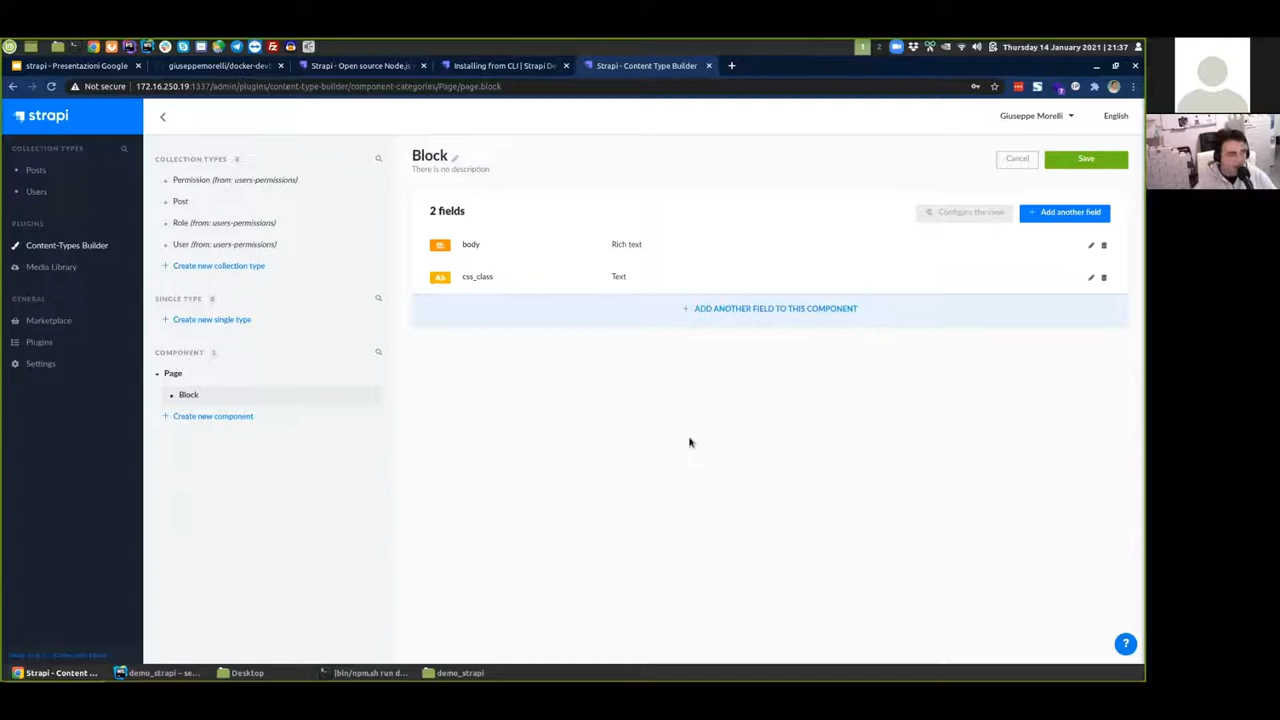 Thursday 14 January 2021 | 21:37
strapi - Presentazioni Google
giuseppemorelli/docker-dev
Strapi - Open source Node.js
Installing from CLI | Strapi De
Strapi - Content Type Builder
Not secure
172.16.250.19:1337/admin/plugins/content-type-builder/component-categories/Page/page.block
strapi
Giuseppe Morelli
English
COLLECTION TYPES
Posts
Users
PLUGINS
Content-Types Builder
Media Library
GENERAL
Marketplace
Plugins
Settings
COLLECTION TYPES 4
Permission (from: users-permissions)
Post
Role (from: users-permissions)
User (from: users-permissions)
+ Create new collection type
SINGLE TYPE 0
+ Create new single type
COMPONENT 1
Page
Block
+ Create new component
Block
There is no description
Cancel
Save
2 fields
Configure the view
+ Add another field
body
Rich text
Ab
css_class
Text
+ ADD ANOTHER FIELD TO THIS COMPONENT
?
Strapi - Content ...
demo_strapi – se...
Desktop
[bin/npm.sh run d...
demo_strapi